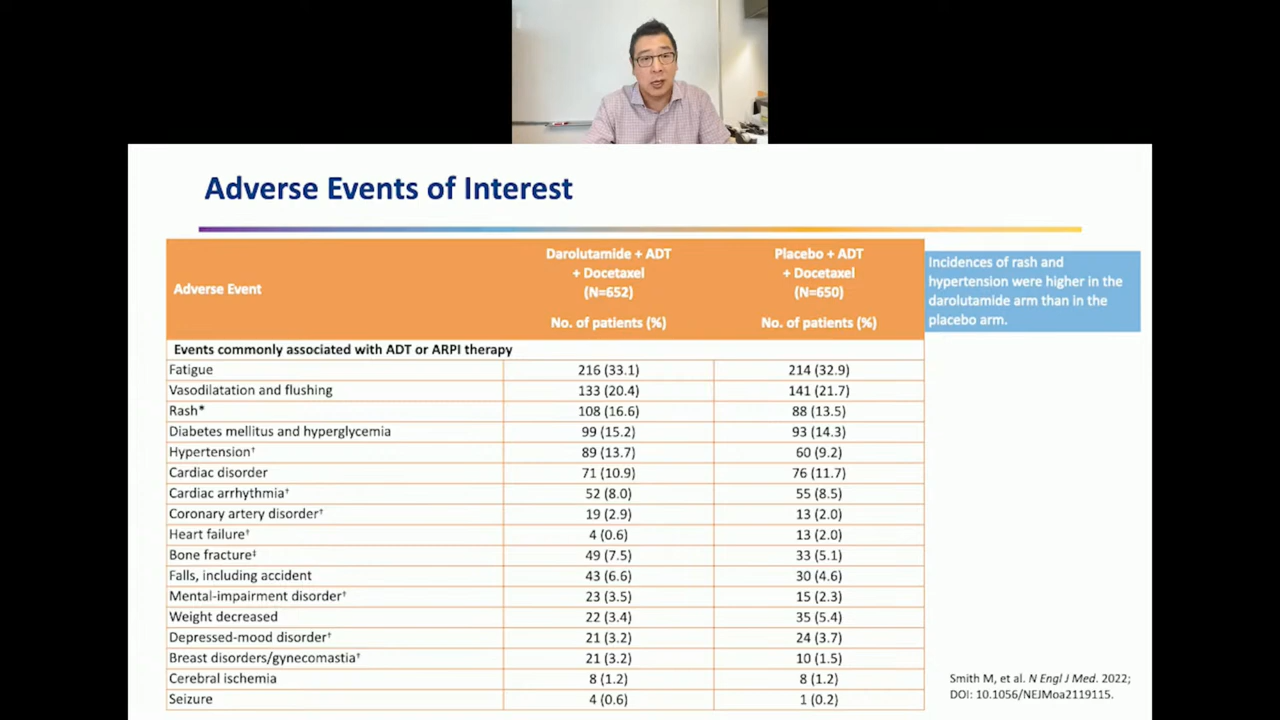 Adverse Events of Interest
Adverse Event
Darolutamide + ADT
+ Docetaxel
(N=652)
No. of patients (%)
Placebo + ADT
+ Docetaxel
(N=650)
No. of patients (%)
Incidences of rash and
hypertension were higher in the
darolutamide arm than in the
placebo arm.
Events commonly associated with ADT or ARPI therapy
Fatigue 216 (33.1) 214 (32.9)
Vasodilatation and flushing 133 (20.4) 141 (21.7)
Rash* 108 (16.6) 88 (13.5)
Diabetes mellitus and hyperglycemia 99 (15.2) 93 (14.3)
Hypertension† 89 (13.7) 60 (9.2)
Cardiac disorder 71 (10.9) 76 (11.7)
Cardiac arrhythmia† 52 (8.0) 55 (8.5)
Coronary artery disorder† 19 (2.9) 13 (2.0)
Heart failure† 4 (0.6) 13 (2.0)
Bone fracture‡ 49 (7.5) 33 (5.1)
Falls, including accident 43 (6.6) 30 (4.6)
Mental-impairment disorder† 23 (3.5) 15 (2.3)
Weight decreased 22 (3.4) 35 (5.4)
Depressed-mood disorder† 21 (3.2) 24 (3.7)
Breast disorders/gynecomastia† 21 (3.2) 10 (1.5)
Cerebral ischemia 8 (1.2) 8 (1.2)
Seizure 4 (0.6) 1 (0.2)
Smith M, et al. N Engl J Med. 2022;
DOI: 10.1056/NEJMoa2119115.